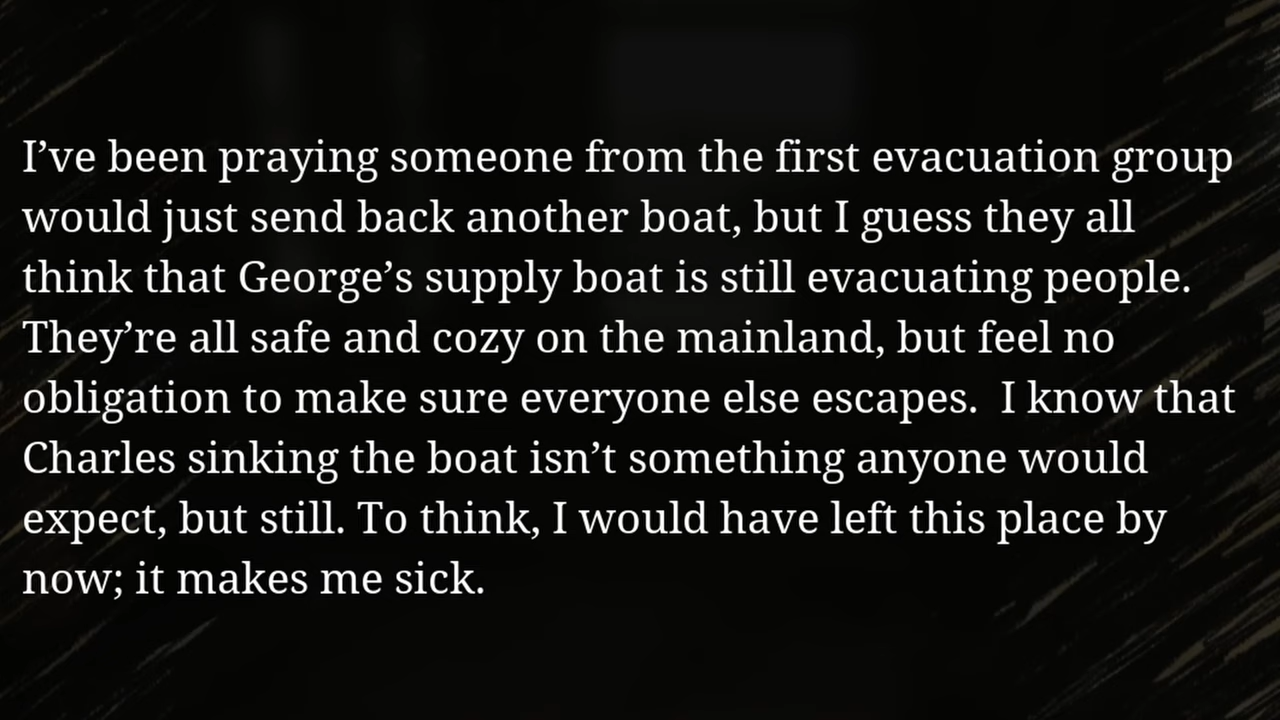 I’ve been praying someone from the first evacuation group
would just send back another boat, but I guess they all
think that George’s supply boat is still evacuating people.
They’re all safe and cozy on the mainland, but feel no
obligation to make sure everyone else escapes.  I know that
Charles sinking the boat isn’t something anyone would
expect, but still. To think, I would have left this place by
now; it makes me sick.